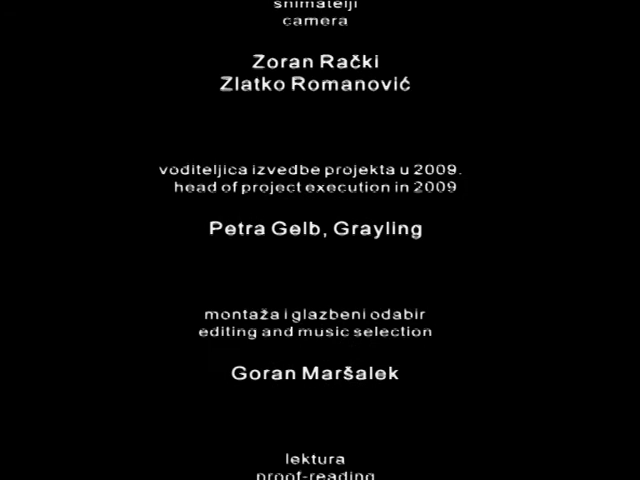 snimatelji
camera
Zoran Rački
Zlatko Romanović
voditeljica izvedbe projekta u 2009.
head of project execution in 2009
Petra Gelb, Grayling
montaža i glazbeni odabir
editing and music selection
Goran Maršalek
lektura
proof-reading